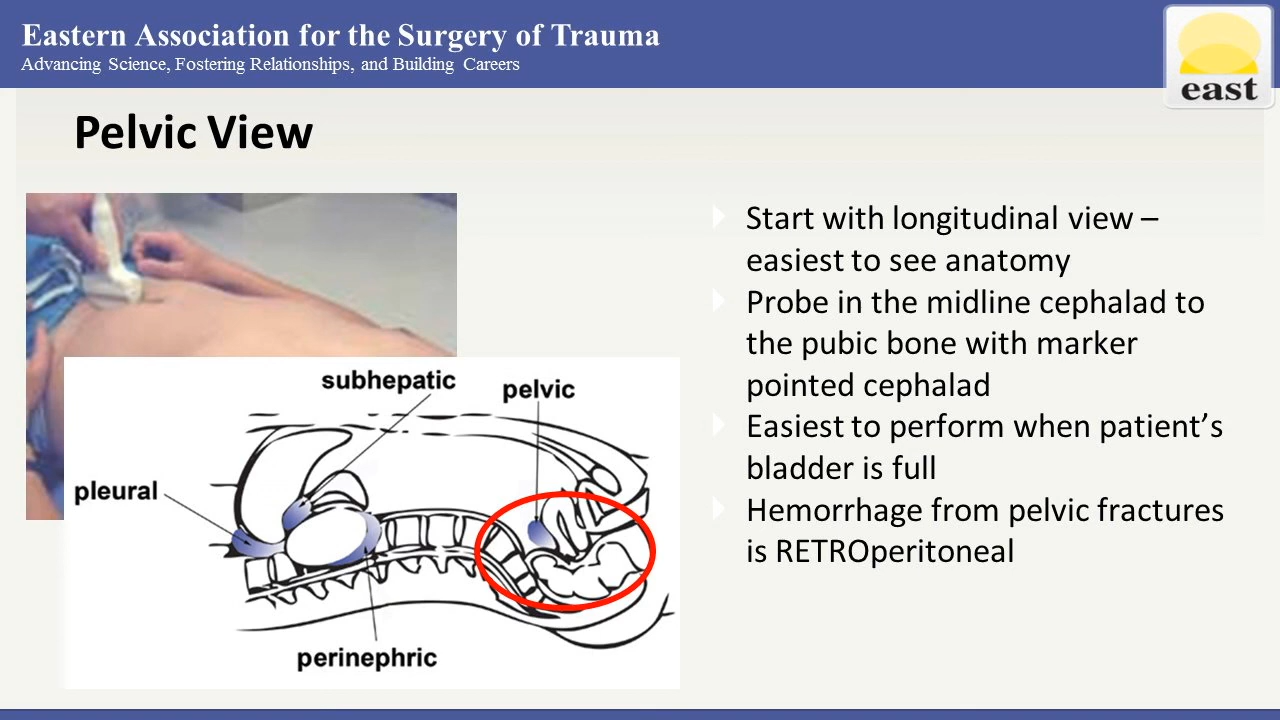 Eastern Association for the Surgery of Trauma
Advancing Science, Fostering Relationships, and Building Careers
east
Pelvic View
Start with longitudinal view –
easiest to see anatomy
Probe in the midline cephalad to
the pubic bone with marker
pointed cephalad
Easiest to perform when patient’s
bladder is full
Hemorrhage from pelvic fractures
is RETROperitoneal
subhepatic
pelvic
pleural
perinephric